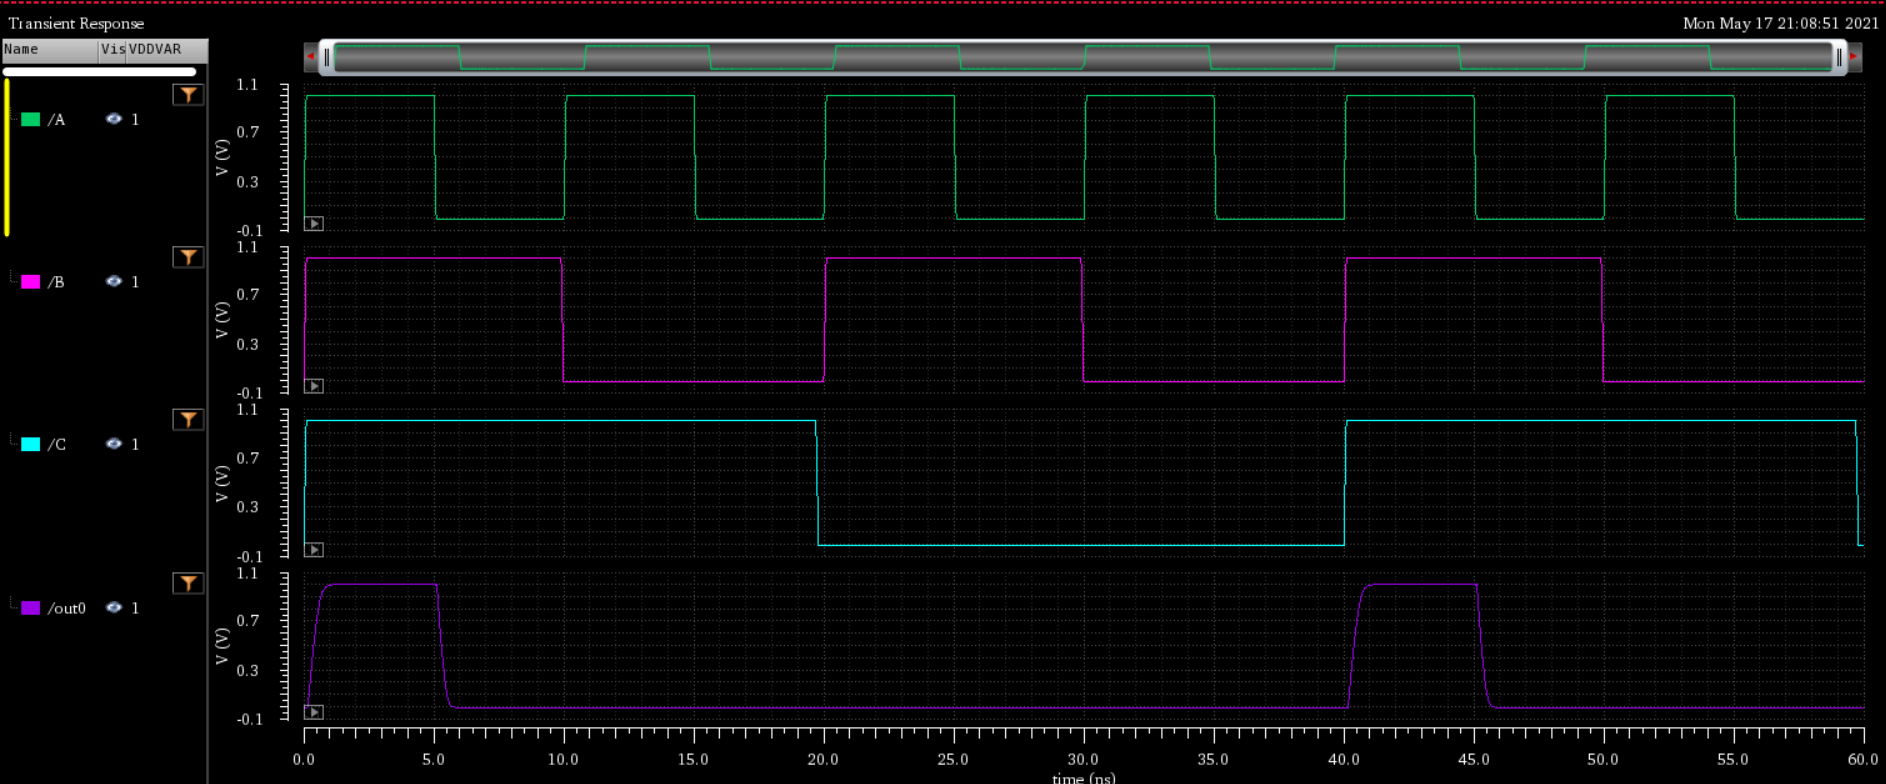 Transient Response
Mon May 17 21:08:51 2021
Name Vis VDDVAR
/A 1
V (V)
1.1
0.7
0.3
-0.1
/B 1
V (V)
1.1
0.7
0.3
-0.1
/C 1
V (V)
1.1
0.7
0.3
-0.1
/out0 1
V (V)
1.1
0.7
0.3
-0.1
0.0 5.0 10.0 15.0 20.0 25.0 30.0 35.0 40.0 45.0 50.0 55.0 60.0
time (ns)